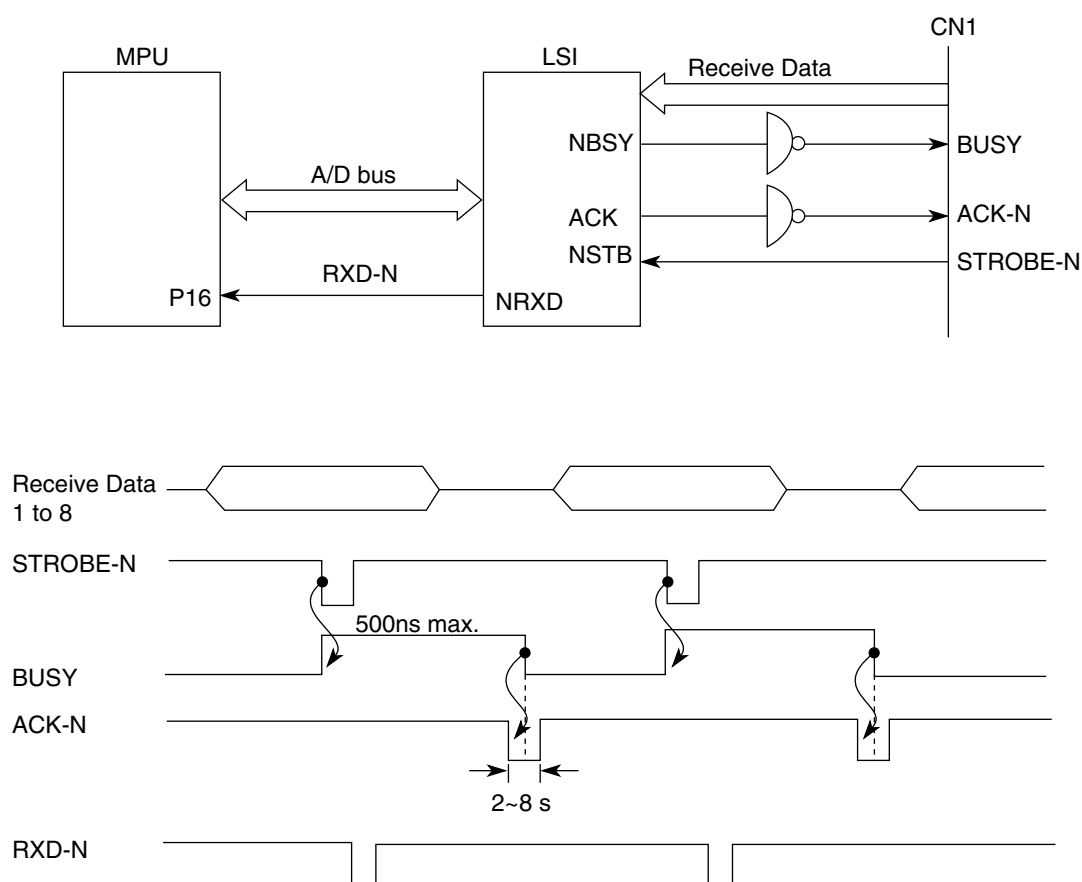 CN1
MPU
LSI
Receive Data
NBSY
BUSY
A/D bus
ACK
ACK-N
NSTB
STROBE-N
RXD-N
P16
NRXD
Receive Data
1 to 8
STROBE-N
500ns max.
BUSY
ACK-N
2~8 s
RXD-N